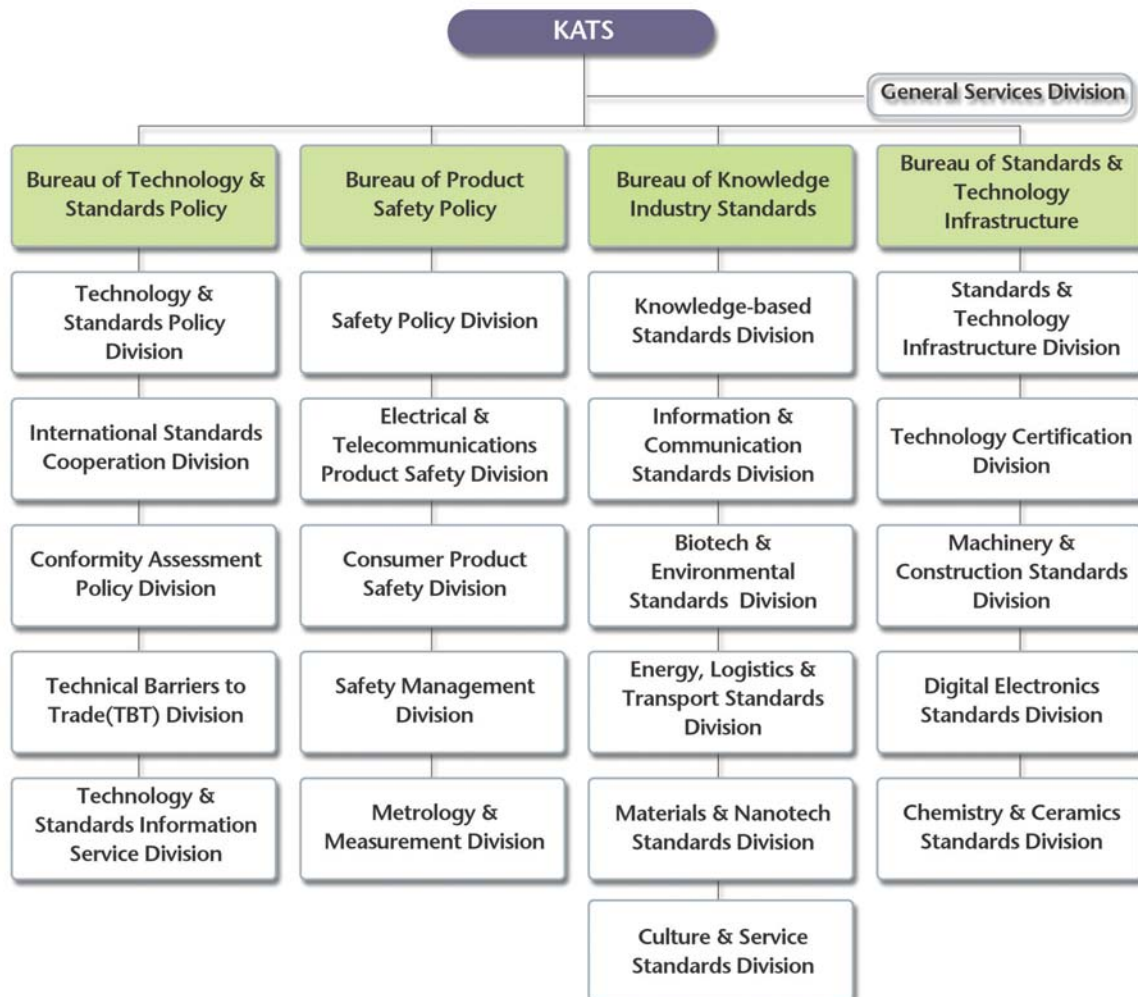 KATS
General Services Division
Bureau of Technology &
Standards Policy
Technology &
Standards Policy
Division
International Standards
Cooperation Division
Conformity Assessment
Policy Division
Technical Barriers to
Trade(TBT) Division
Technology &
Standards Information
Service Division
Bureau of Product
Safety Policy
Safety Policy Division
Electrical &
Telecommunications
Product Safety Division
Consumer Product
Safety Division
Safety Management
Division
Metrology &
Measurement Division
Bureau of Knowledge
Industry Standards
Knowledge-based
Standards Division
Information &
Communication
Standards Division
Biotech &
Environmental
Standards Division
Energy, Logistics &
Transport Standards
Division
Materials & Nanotech
Standards Division
Culture & Service
Standards Division
Bureau of Standards &
Technology
Infrastructure
Standards &
Technology
Infrastructure Division
Technology Certification
Division
Machinery &
Construction Standards
Division
Digital Electronics
Standards Division
Chemistry & Ceramics
Standards Division